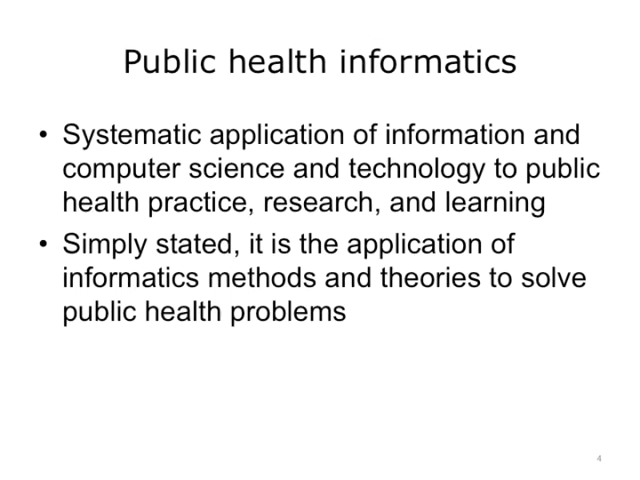 Public health informatics
• Systematic application of information and
computer science and technology to public
health practice, research, and learning
• Simply stated, it is the application of
informatics methods and theories to solve
public health problems
4